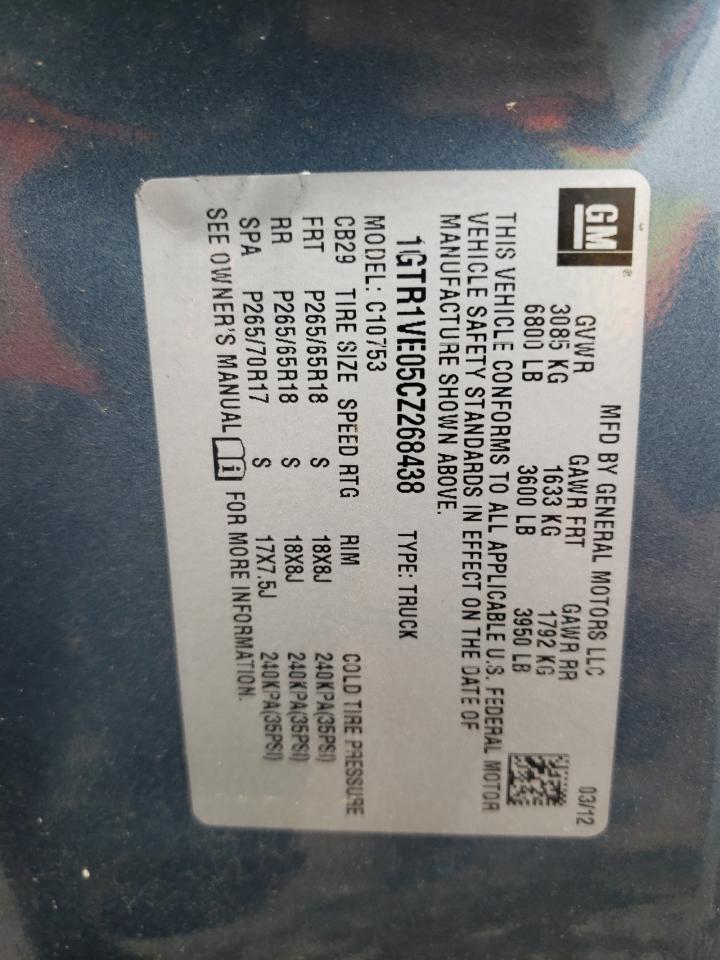 GM®
MFD BY GENERAL MOTORS LLC 03/12
GVWR GAWR FRT GAWR RR
3085 KG 1633 KG 1792 KG
6800 LB 3600 LB 3950 LB
THIS VEHICLE CONFORMS TO ALL APPLICABLE U.S. FEDERAL MOTOR
VEHICLE SAFETY STANDARDS IN EFFECT ON THE DATE OF
MANUFACTURE SHOWN ABOVE.
1GTR1VE05CZ268438 TYPE: TRUCK
MODEL: C10753
CB29 TIRE SIZE SPEED RTG RIM COLD TIRE PRESSURE
FRT P265/65R18 S 18X8J 240KPA(35PSI)
RR P265/65R18 S 18X8J 240KPA(35PSI)
SPA P265/70R17 S 17X7.5J 240KPA(35PSI)
SEE OWNER'S MANUAL i FOR MORE INFORMATION.